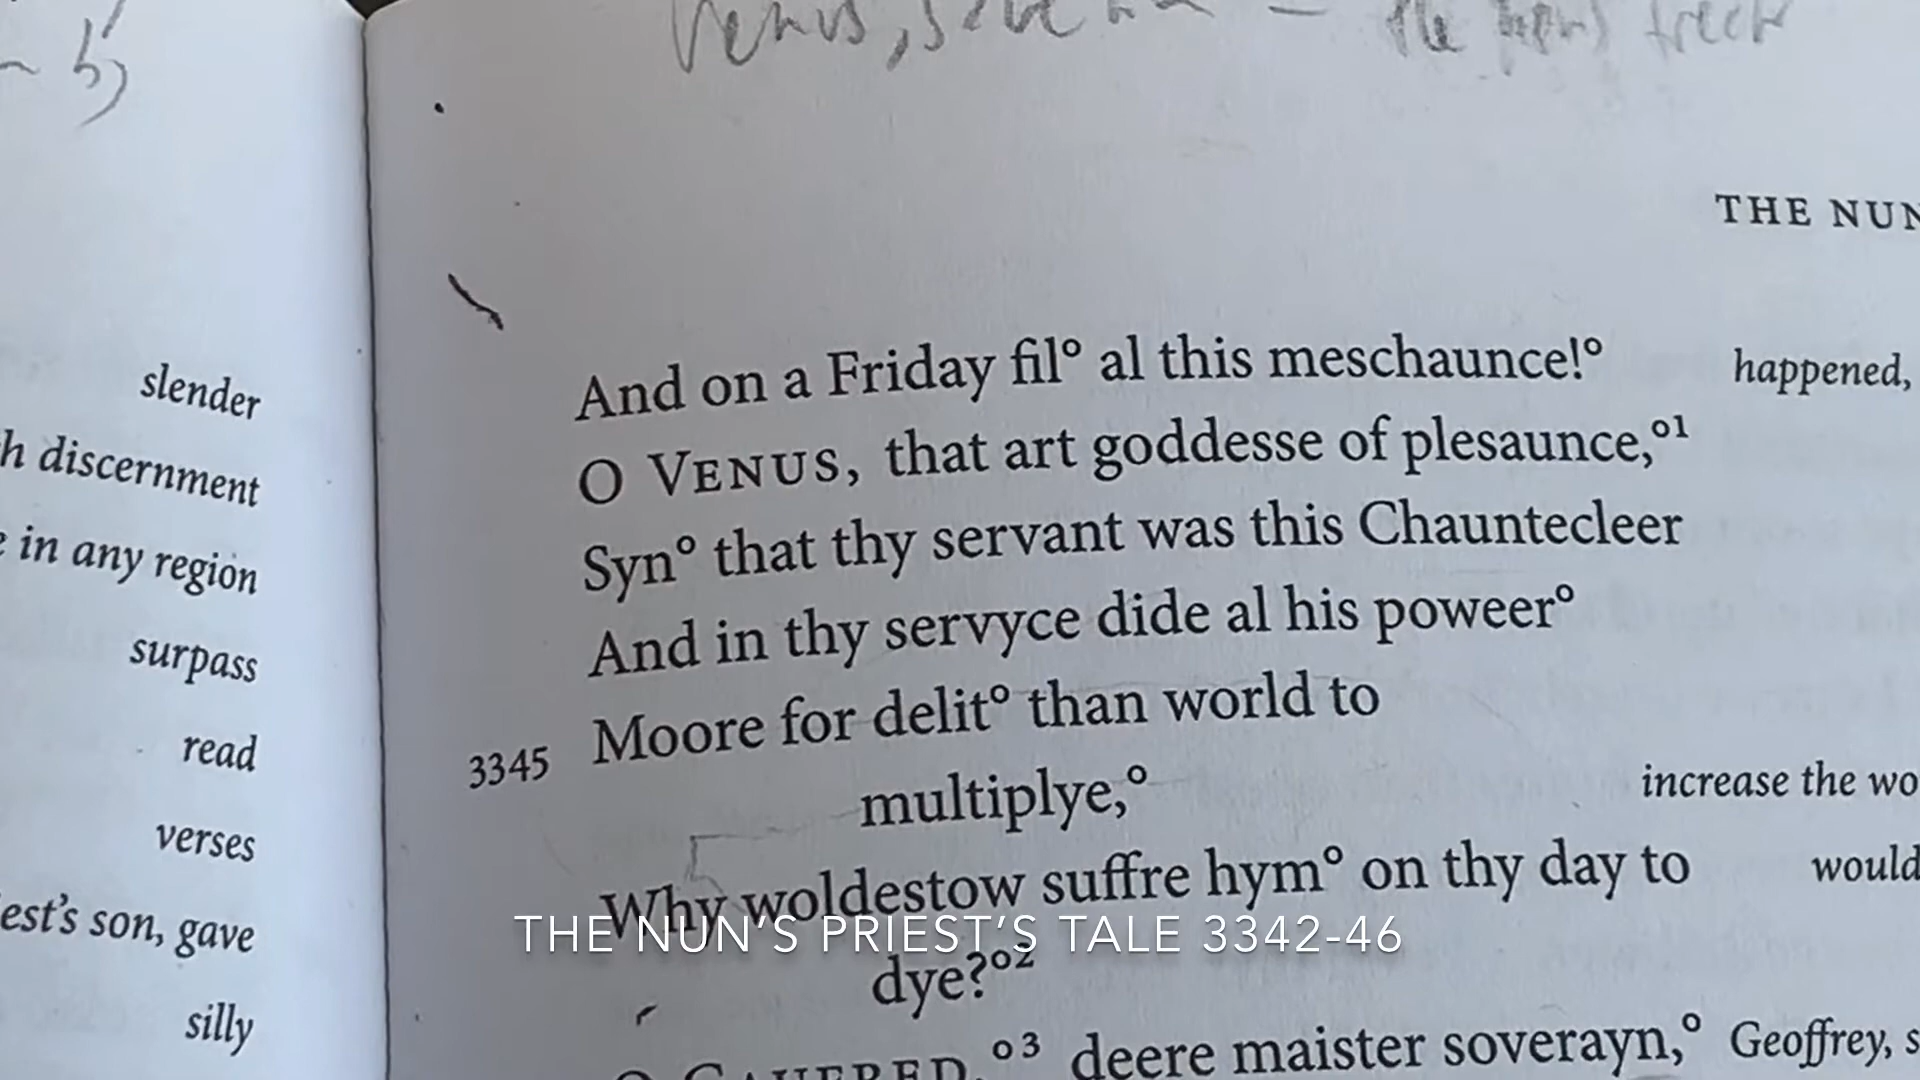 Venus,
THE NUN
slender
h discernment
in any region
surpass
read
verses
est's son, gave
silly
And on a Friday fil° al this meschaunce!° happened,
O VENUS, that art goddesse of plesaunce,°1
Syn° that thy servant was this Chauntecleer
And in thy servyce dide al his poweer°
3345 Moore for delit° than world to
multiplye,° increase the wo
Why woldestow suffre hym° on thy day to would
dye?°2
THE NUN'S PRIEST'S TALE 3342-46
O GAUFRED,°3 deere maister soverayn,° Geoffrey, s